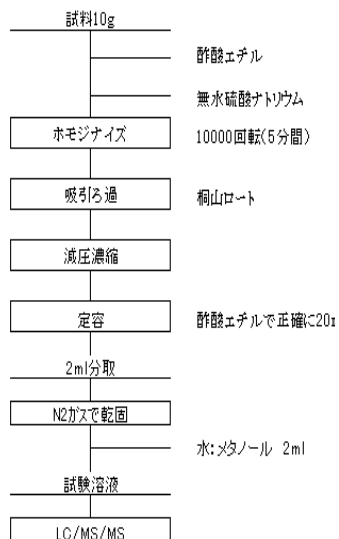 試料10g
酢酸エチル
無水硫酸ナトリウム
ホモジナイズ
10000回転(5分間)
吸引ろ過
桐山ロート
減圧濃縮
定容
酢酸エチルで正確に20m
2ml分取
N2ガスで乾固
水:メタノール 2ml
試験溶液
LC/MS/MS